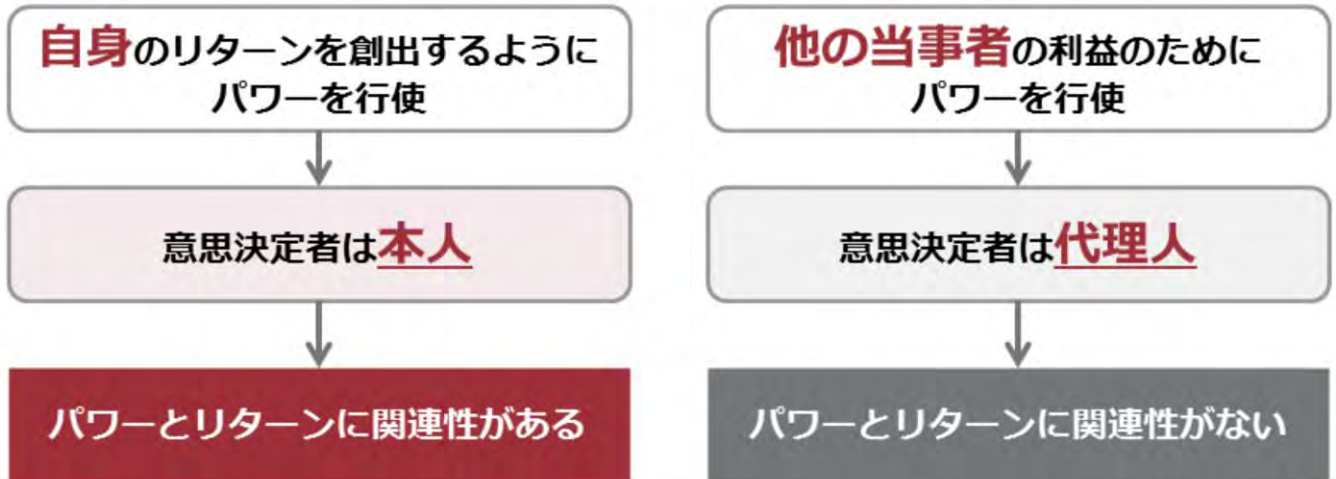 自身のリターンを創出するように
パワーを行使
意思決定者は本人
パワーとリターンに関連性がある
他の当事者の利益のために
パワーを行使
意思決定者は代理人
パワーとリターンに関連性がない